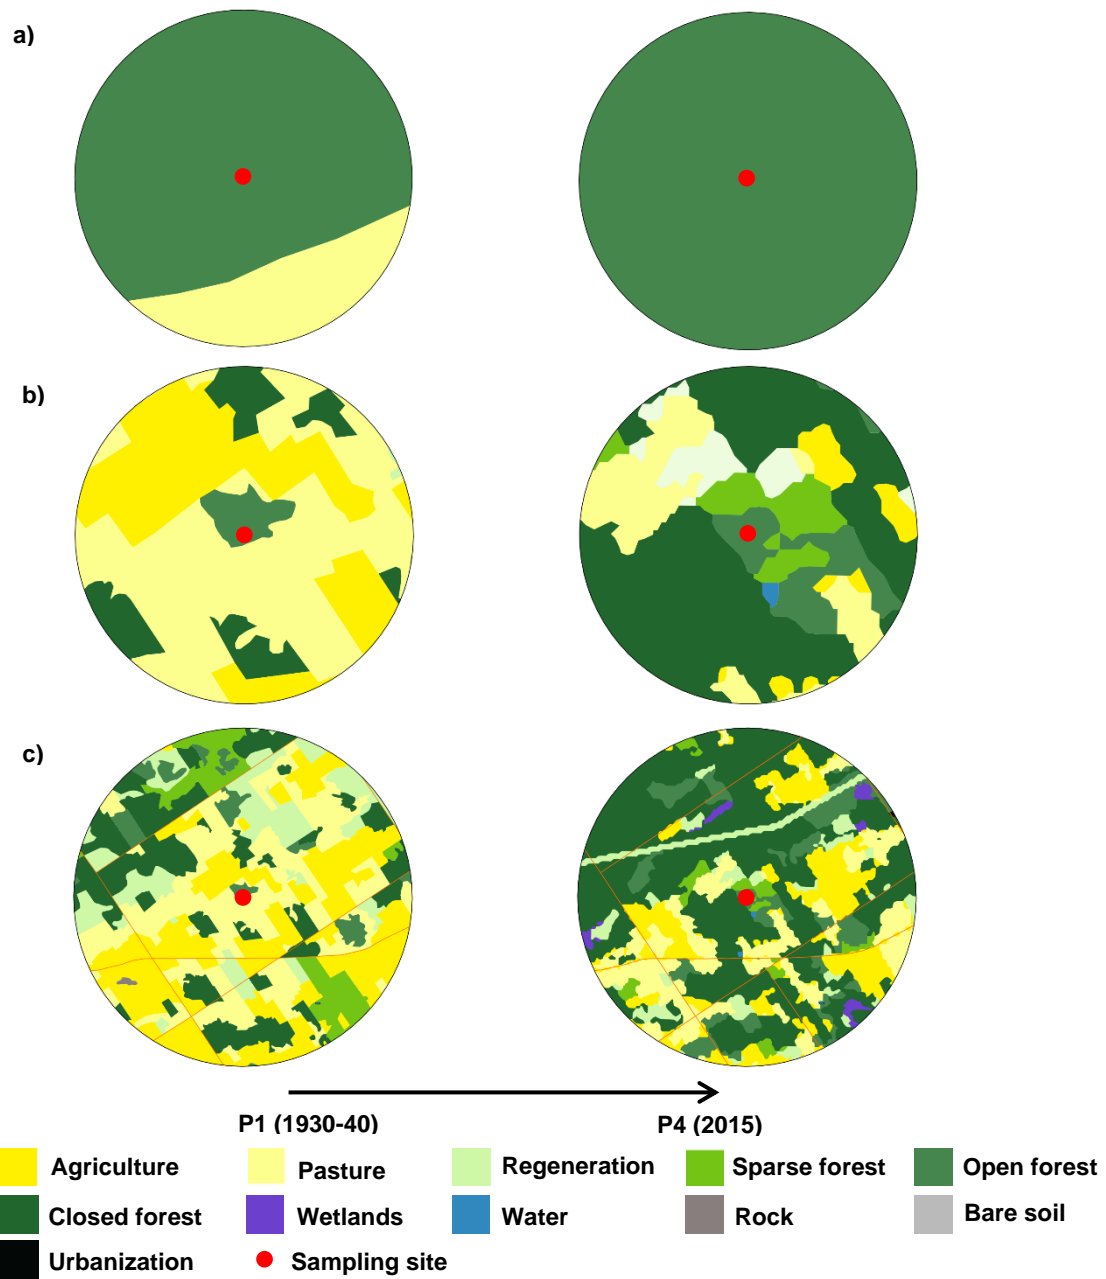 a)
b)
c)
P1 (1930-40)
P4 (2015)
Agriculture
Pasture
Regeneration
Sparse forest
Open forest
Closed forest
Wetlands
Water
Rock
Bare soil
Urbanization
Sampling site